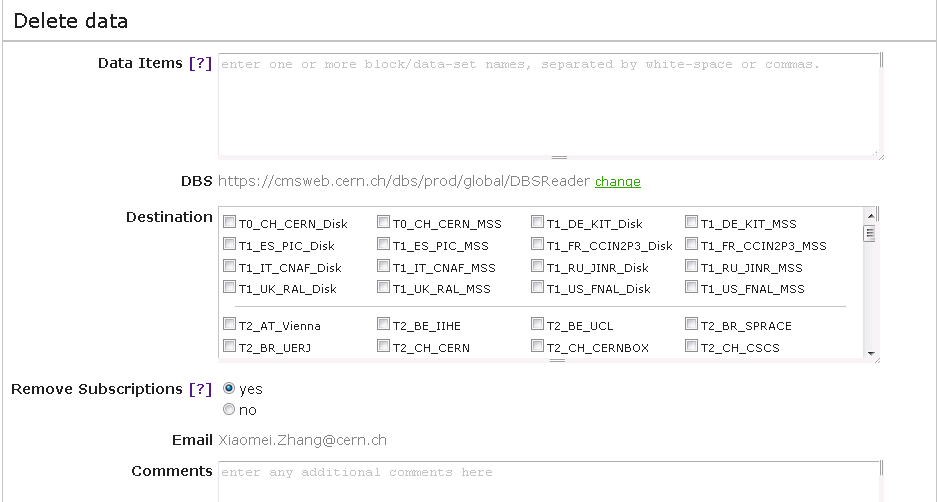 Delete data
Data Items [?] enter one or more block/data-set names, separated by white-space or commas.
DBS https://cmsweb.cern.ch/dbs/prod/global/DBSReader change
Destination T0_CH_CERN_Disk T0_CH_CERN_MSS T1_DE_KIT_Disk T1_DE_KIT_MSS
T1_ES_PIC_Disk T1_ES_PIC_MSS T1_FR_CCIN2P3_Disk T1_FR_CCIN2P3_MSS
T1_IT_CNAF_Disk T1_IT_CNAF_MSS T1_RU_JINR_Disk T1_RU_JINR_MSS
T1_UK_RAL_Disk T1_UK_RAL_MSS T1_US_FNAL_Disk T1_US_FNAL_MSS
T2_AT_Vienna T2_BE_IIHE T2_BE_UCL T2_BR_SPRACE
T2_BR_UERJ T2_CH_CERN T2_CH_CERNBOX T2_CH_CSCS
Remove Subscriptions [?] yes
no
Email Xiaomei.Zhang@cern.ch
Comments enter any additional comments here